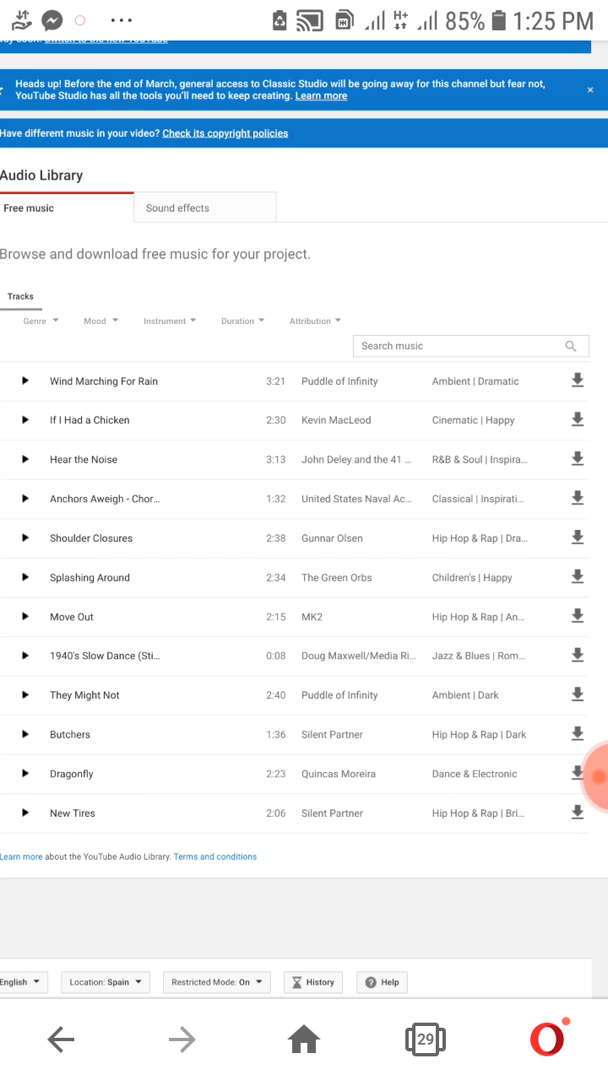 85% 1:25 PM
Heads up! Before the end of March, general access to Classic Studio will be going away for this channel but fear not,
YouTube Studio has all the tools you'll need to keep creating. Learn more
Have different music in your video? Check its copyright policies
Audio Library
Free music Sound effects
Browse and download free music for your project.
Tracks
Genre Mood Instrument Duration Attribution
Search music
Wind Marching For Rain 3:21 Puddle of Infinity Ambient | Dramatic
If I Had a Chicken 2:30 Kevin MacLeod Cinematic | Happy
Hear the Noise 3:13 John Deley and the 41 ... R&B & Soul | Inspira...
Anchors Aweigh - Chor... 1:32 United States Naval Ac... Classical | Inspirati...
Shoulder Closures 2:38 Gunnar Olsen Hip Hop & Rap | Dra...
Splashing Around 2:34 The Green Orbs Children's | Happy
Move Out 2:15 MK2 Hip Hop & Rap | An...
1940's Slow Dance (Sti... 0:08 Doug Maxwell/Media Ri... Jazz & Blues | Rom...
They Might Not 2:40 Puddle of Infinity Ambient | Dark
Butchers 1:36 Silent Partner Hip Hop & Rap | Dark
Dragonfly 2:23 Quincas Moreira Dance & Electronic
New Tires 2:06 Silent Partner Hip Hop & Rap | Bri...
Learn more about the YouTube Audio Library. Terms and conditions
English Location: Spain Restricted Mode: On History Help
29